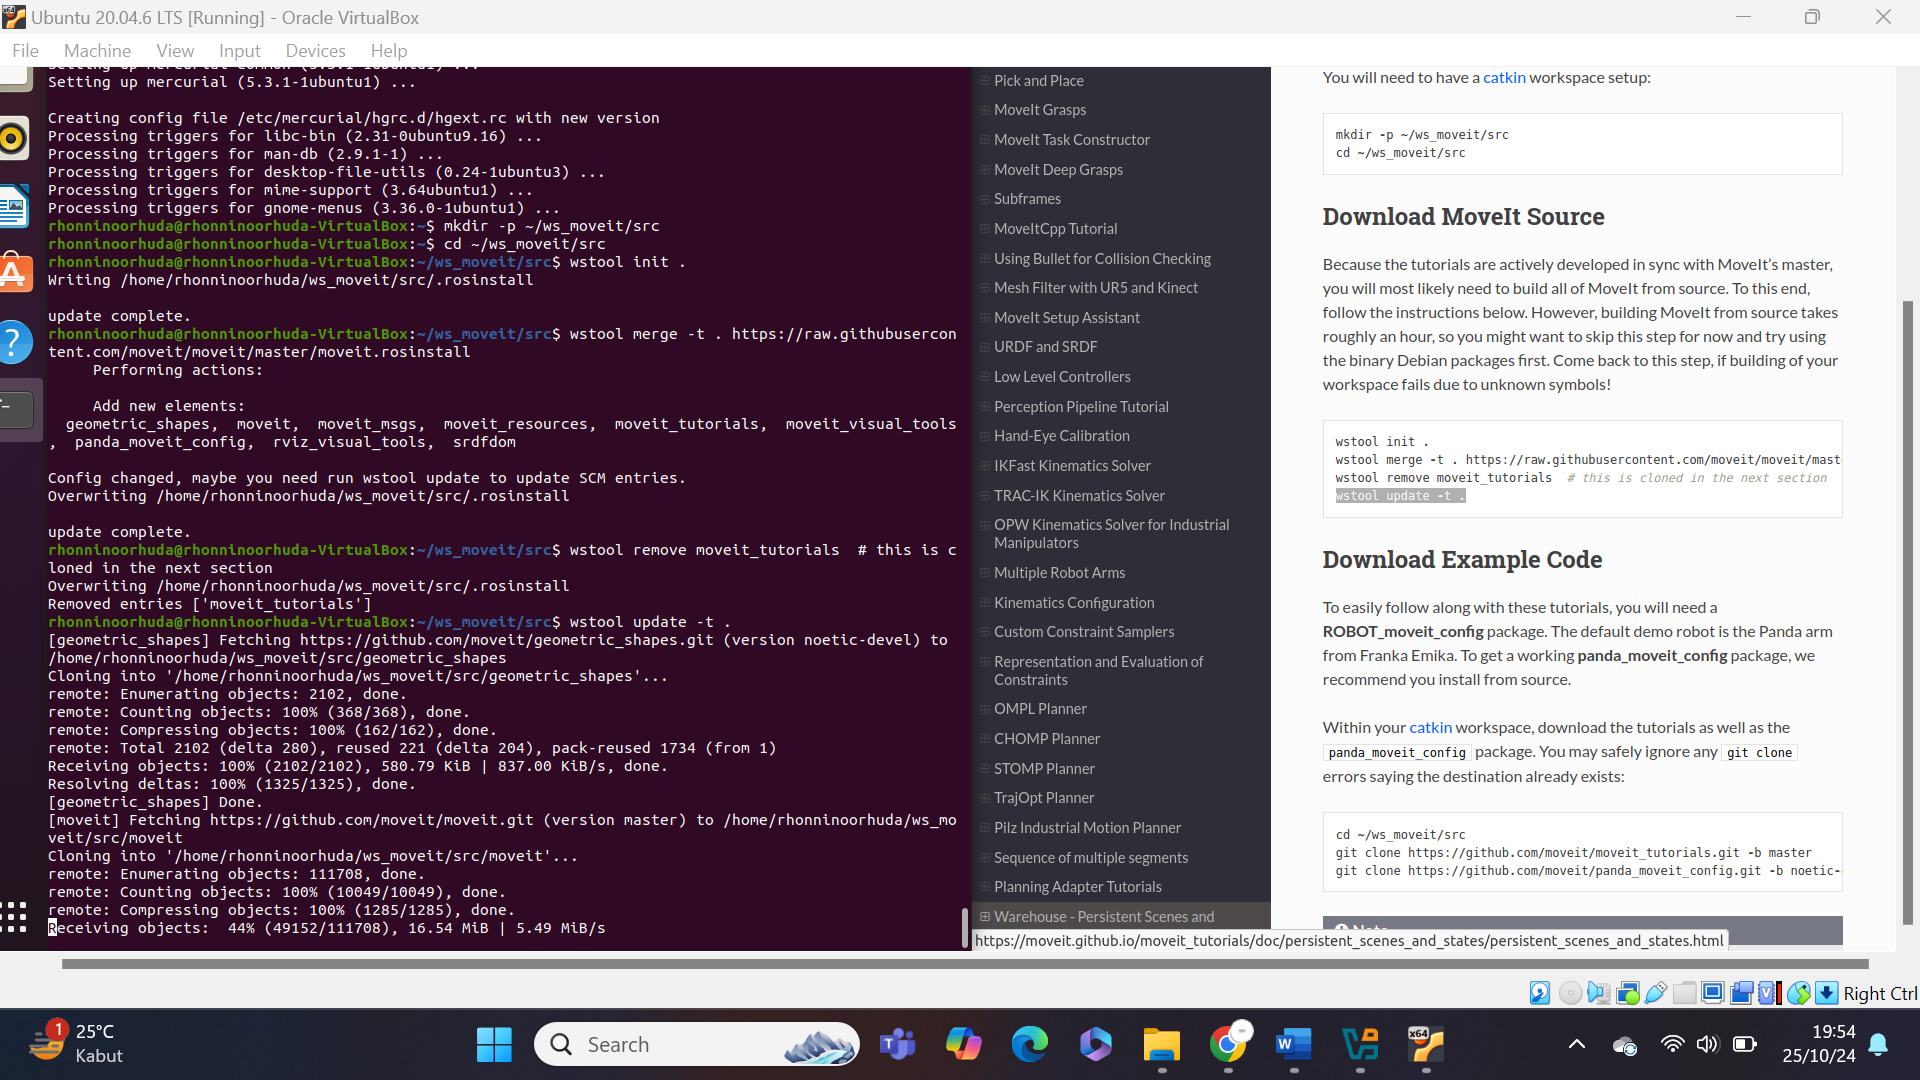 Ubuntu 20.04.6 LTS [Running] - Oracle VirtualBox
File Machine View Input Devices Help
Setting up mercurial (5.3.1-1ubuntu1) ...
Creating config file /etc/mercurial/hgrc.d/hgext.rc with new version
Processing triggers for libc-bin (2.31-0ubuntu9.16) ...
Processing triggers for man-db (2.9.1-1) ...
Processing triggers for desktop-file-utils (0.24-1ubuntu3) ...
Processing triggers for mime-support (3.64ubuntu1) ...
Processing triggers for gnome-menus (3.36.0-1ubuntu1) ...
rhonninoorhuda@rhonninoorhuda-VirtualBox:~$ mkdir -p ~/ws_moveit/src
rhonninoorhuda@rhonninoorhuda-VirtualBox:~$ cd ~/ws_moveit/src
rhonninoorhuda@rhonninoorhuda-VirtualBox:~/ws_moveit/src$ wstool init .
Writing /home/rhonninoorhuda/ws_moveit/src/.rosinstall
update complete.
rhonninoorhuda@rhonninoorhuda-VirtualBox:~/ws_moveit/src$ wstool merge -t . https://raw.githubusercon
tent.com/moveit/moveit/master/moveit.rosinstall
Performing actions:
Add new elements:
geometric_shapes, moveit, moveit_msgs, moveit_resources, moveit_tutorials, moveit_visual_tools
, panda_moveit_config, rviz_visual_tools, srdfdom
Config changed, maybe you need run wstool update to update SCM entries.
Overwriting /home/rhonninoorhuda/ws_moveit/src/.rosinstall
update complete.
rhonninoorhuda@rhonninoorhuda-VirtualBox:~/ws_moveit/src$ wstool remove moveit_tutorials # this is c
loned in the next section
Overwriting /home/rhonninoorhuda/ws_moveit/src/.rosinstall
Removed entries ['moveit_tutorials']
rhonninoorhuda@rhonninoorhuda-VirtualBox:~/ws_moveit/src$ wstool update -t .
[geometric_shapes] Fetching https://github.com/moveit/geometric_shapes.git (version noetic-devel) to
/home/rhonninoorhuda/ws_moveit/src/geometric_shapes
Cloning into '/home/rhonninoorhuda/ws_moveit/src/geometric_shapes'...
remote: Enumerating objects: 2102, done.
remote: Counting objects: 100% (368/368), done.
remote: Compressing objects: 100% (162/162), done.
remote: Total 2102 (delta 280), reused 221 (delta 204), pack-reused 1734 (from 1)
Receiving objects: 100% (2102/2102), 580.79 KiB | 837.00 KiB/s, done.
Resolving deltas: 100% (1325/1325), done.
[geometric_shapes] Done.
[moveit] Fetching https://github.com/moveit/moveit.git (version master) to /home/rhonninoorhuda/ws_mo
veit/src/moveit
Cloning into '/home/rhonninoorhuda/ws_moveit/src/moveit'...
remote: Enumerating objects: 111708, done.
remote: Counting objects: 100% (10049/10049), done.
remote: Compressing objects: 100% (1285/1285), done.
Receiving objects: 44% (49152/111708), 16.54 MiB | 5.49 MiB/s
Pick and Place
MoveIt Grasps
MoveIt Task Constructor
MoveIt Deep Grasps
Subframes
MoveItCpp Tutorial
Using Bullet for Collision Checking
Mesh Filter with UR5 and Kinect
MoveIt Setup Assistant
URDF and SRDF
Low Level Controllers
Perception Pipeline Tutorial
Hand-Eye Calibration
IKFast Kinematics Solver
TRAC-IK Kinematics Solver
OPW Kinematics Solver for Industrial
Manipulators
Multiple Robot Arms
Kinematics Configuration
Custom Constraint Samplers
Representation and Evaluation of
Constraints
OMPL Planner
CHOMP Planner
STOMP Planner
TrajOpt Planner
Pilz Industrial Motion Planner
Sequence of multiple segments
Planning Adapter Tutorials
Warehouse - Persistent Scenes and
You will need to have a catkin workspace setup:
mkdir -p ~/ws_moveit/src
cd ~/ws_moveit/src
Download MoveIt Source
Because the tutorials are actively developed in sync with MoveIt's master,
you will most likely need to build all of MoveIt from source. To this end,
follow the instructions below. However, building MoveIt from source takes
roughly an hour, so you might want to skip this step for now and try using
the binary Debian packages first. Come back to this step, if building of your
workspace fails due to unknown symbols!
wstool init .
wstool merge -t . https://raw.githubusercontent.com/moveit/moveit/mast
wstool remove moveit_tutorials # this is cloned in the next section
wstool update -t .
Download Example Code
To easily follow along with these tutorials, you will need a
ROBOT_moveit_config package. The default demo robot is the Panda arm
from Franka Emika. To get a working panda_moveit_config package, we
recommend you install from source.
Within your catkin workspace, download the tutorials as well as the
panda_moveit_config package. You may safely ignore any git clone
errors saying the destination already exists:
cd ~/ws_moveit/src
git clone https://github.com/moveit/moveit_tutorials.git -b master
git clone https://github.com/moveit/panda_moveit_config.git -b noetic-
https://moveit.github.io/moveit_tutorials/doc/persistent_scenes_and_states/persistent_scenes_and_states.html
Right Ctrl
1
25°C
Kabut
Search
x64
19:54
25/10/24